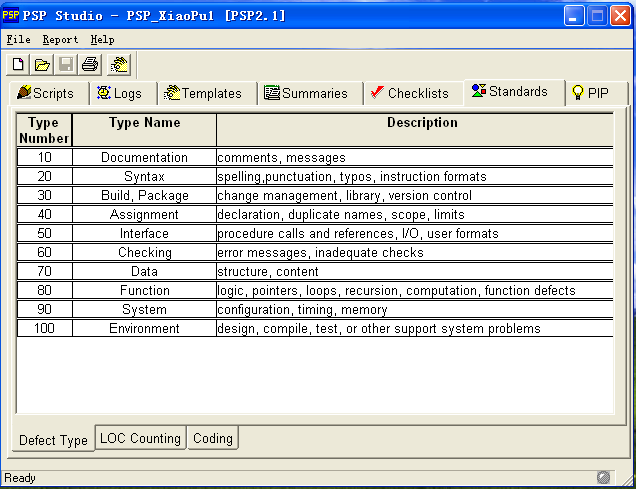 PSP PSP Studio - PSP_XiaoPu1 [PSP2.1]
File Report Help
Scripts Logs Templates Summaries Checklists Standards PIP
Type Number Type Name Description
10 Documentation comments, messages
20 Syntax spelling,punctuation, typos, instruction formats
30 Build, Package change management, library, version control
40 Assignment declaration, duplicate names, scope, limits
50 Interface procedure calls and references, I/O, user formats
60 Checking error messages, inadequate checks
70 Data structure, content
80 Function logic, pointers, loops, recursion, computation, function defects
90 System configuration, timing, memory
100 Environment design, compile, test, or other support system problems
Defect Type LOC Counting Coding
Ready